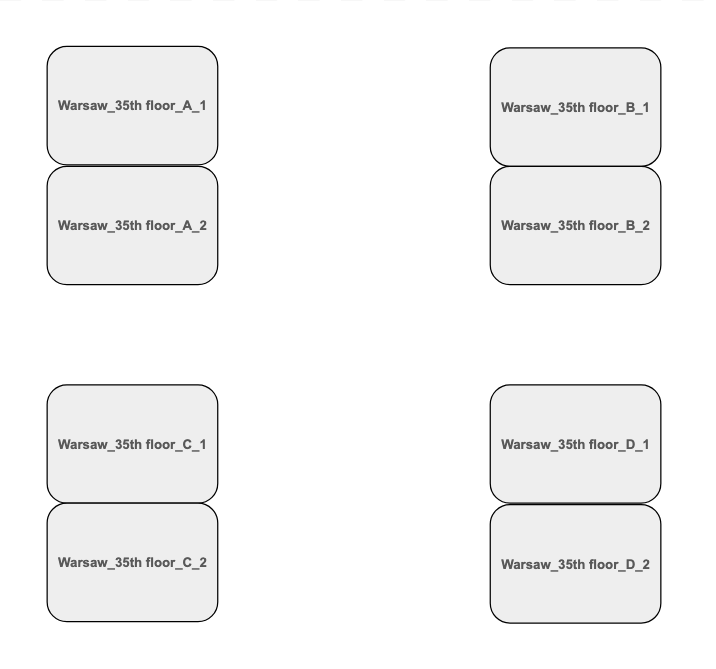 Warsaw_35th floor_A_1
Warsaw_35th floor_B_1
Warsaw_35th floor_A_2
Warsaw_35th floor_B_2
Warsaw_35th floor_C_1
Warsaw_35th floor_D_1
Warsaw_35th floor_C_2
Warsaw_35th floor_D_2